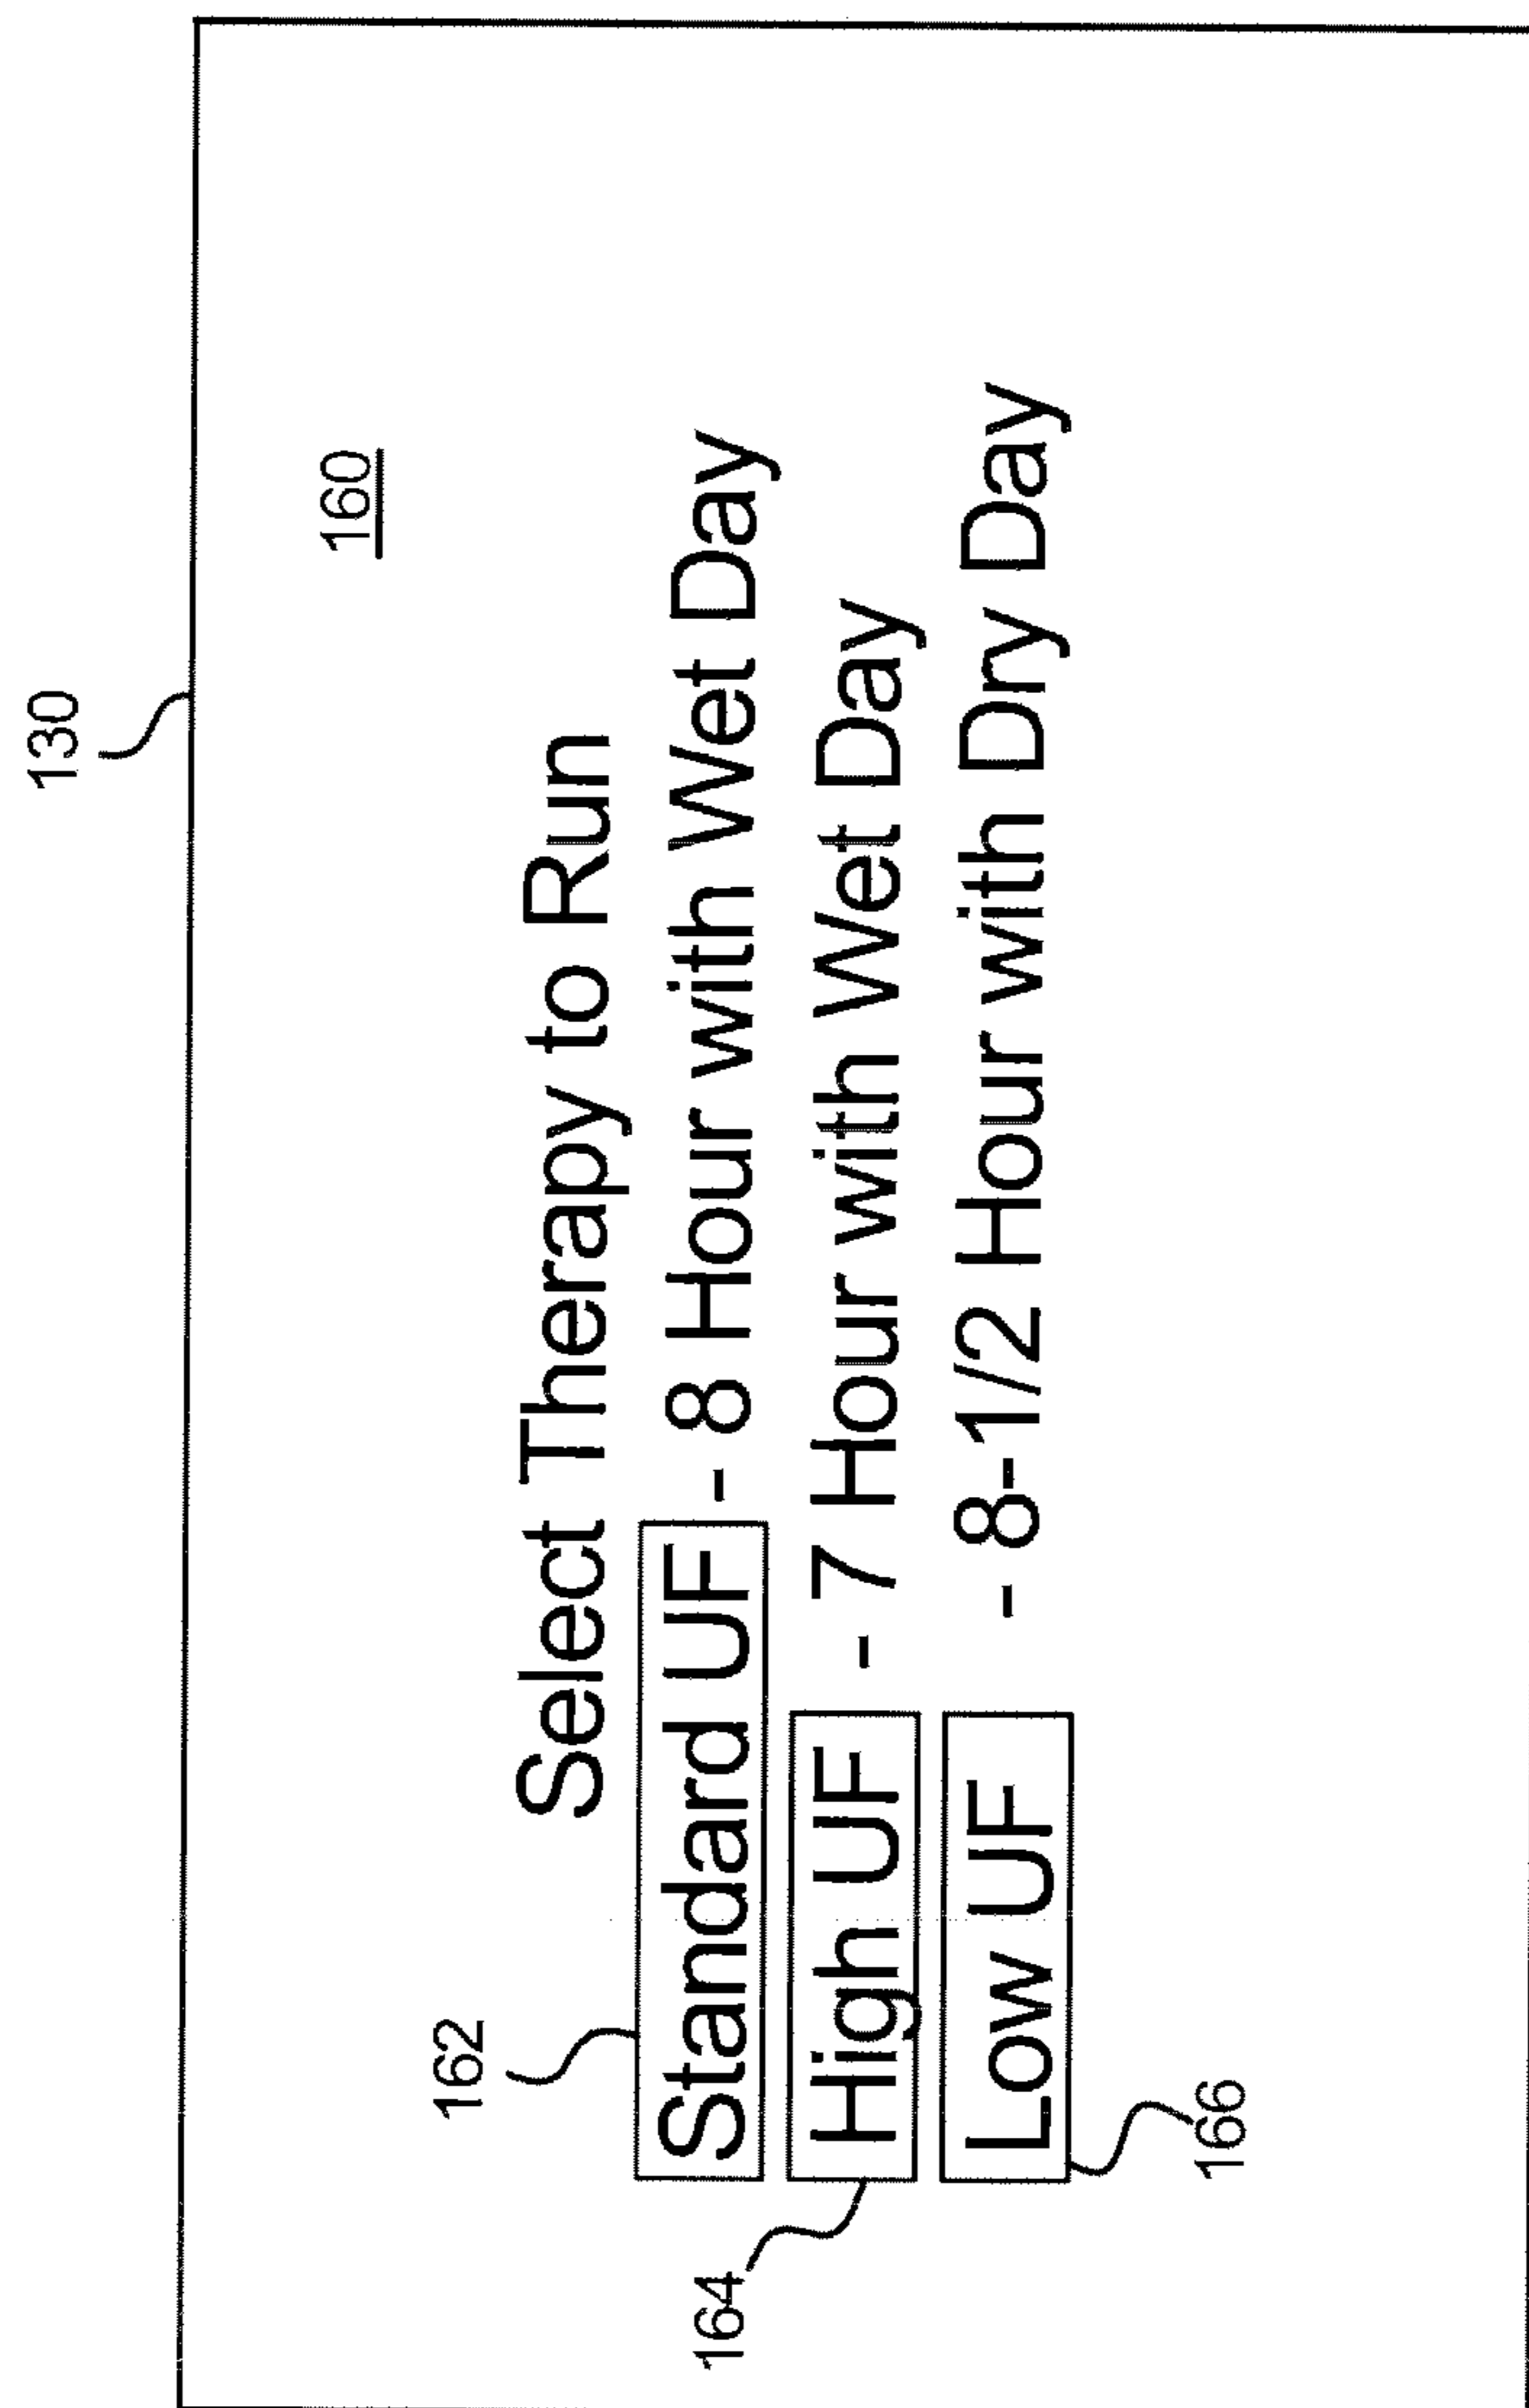 130
160
Select Therapy to Run
162
Standard UF - 8 Hour with Wet Day
164
High UF - 7 Hour with Wet Day
Low UF - 8-1/2 Hour with Dry Day
166